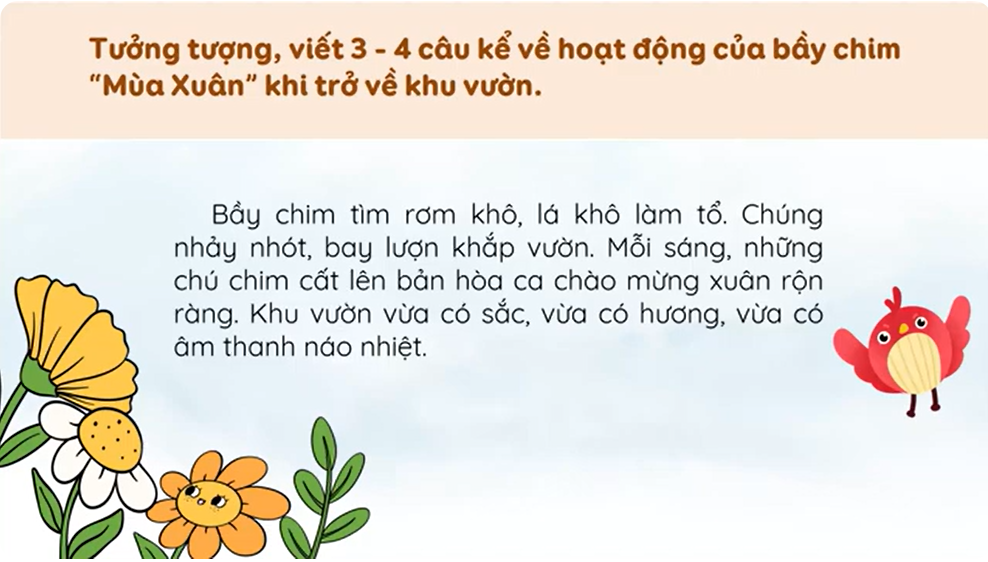 Tưởng tượng, viết 3 - 4 câu kể về hoạt động của bầy chim
“Mùa Xuân” khi trở về khu vườn.
Bầy chim tìm rơm khô, lá khô làm tổ. Chúng
nhảy nhót, bay lượn khắp vườn. Mỗi sáng, những
chú chim cất lên bản hòa ca chào mừng xuân rộn
ràng. Khu vườn vừa có sắc, vừa có hương, vừa có
âm thanh náo nhiệt.